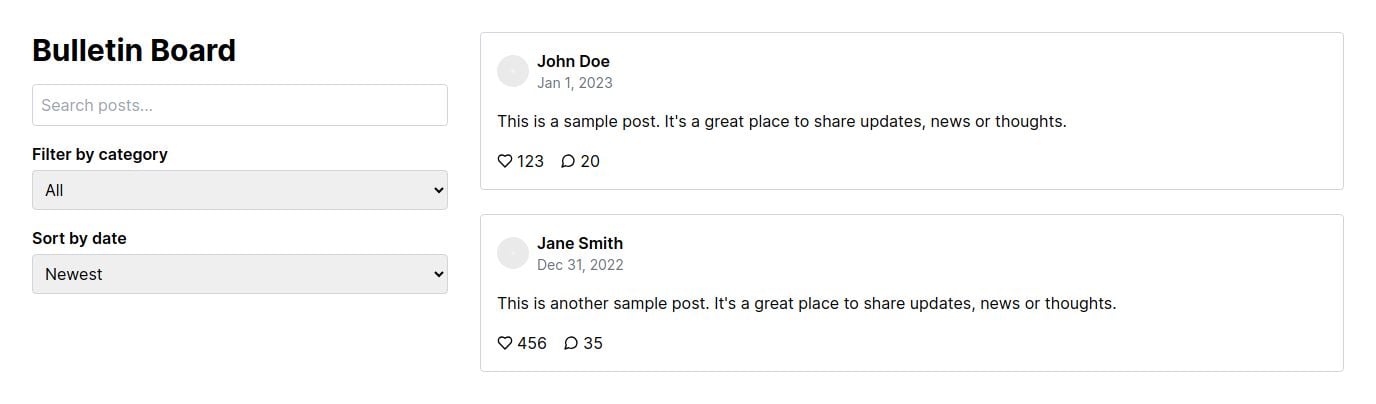 Bulletin Board
Search posts...
Filter by category
All
Sort by date
Newest
John Doe
Jan 1, 2023
This is a sample post. It's a great place to share updates, news or thoughts.
123 20
Jane Smith
Dec 31, 2022
This is another sample post. It's a great place to share updates, news or thoughts.
456 35